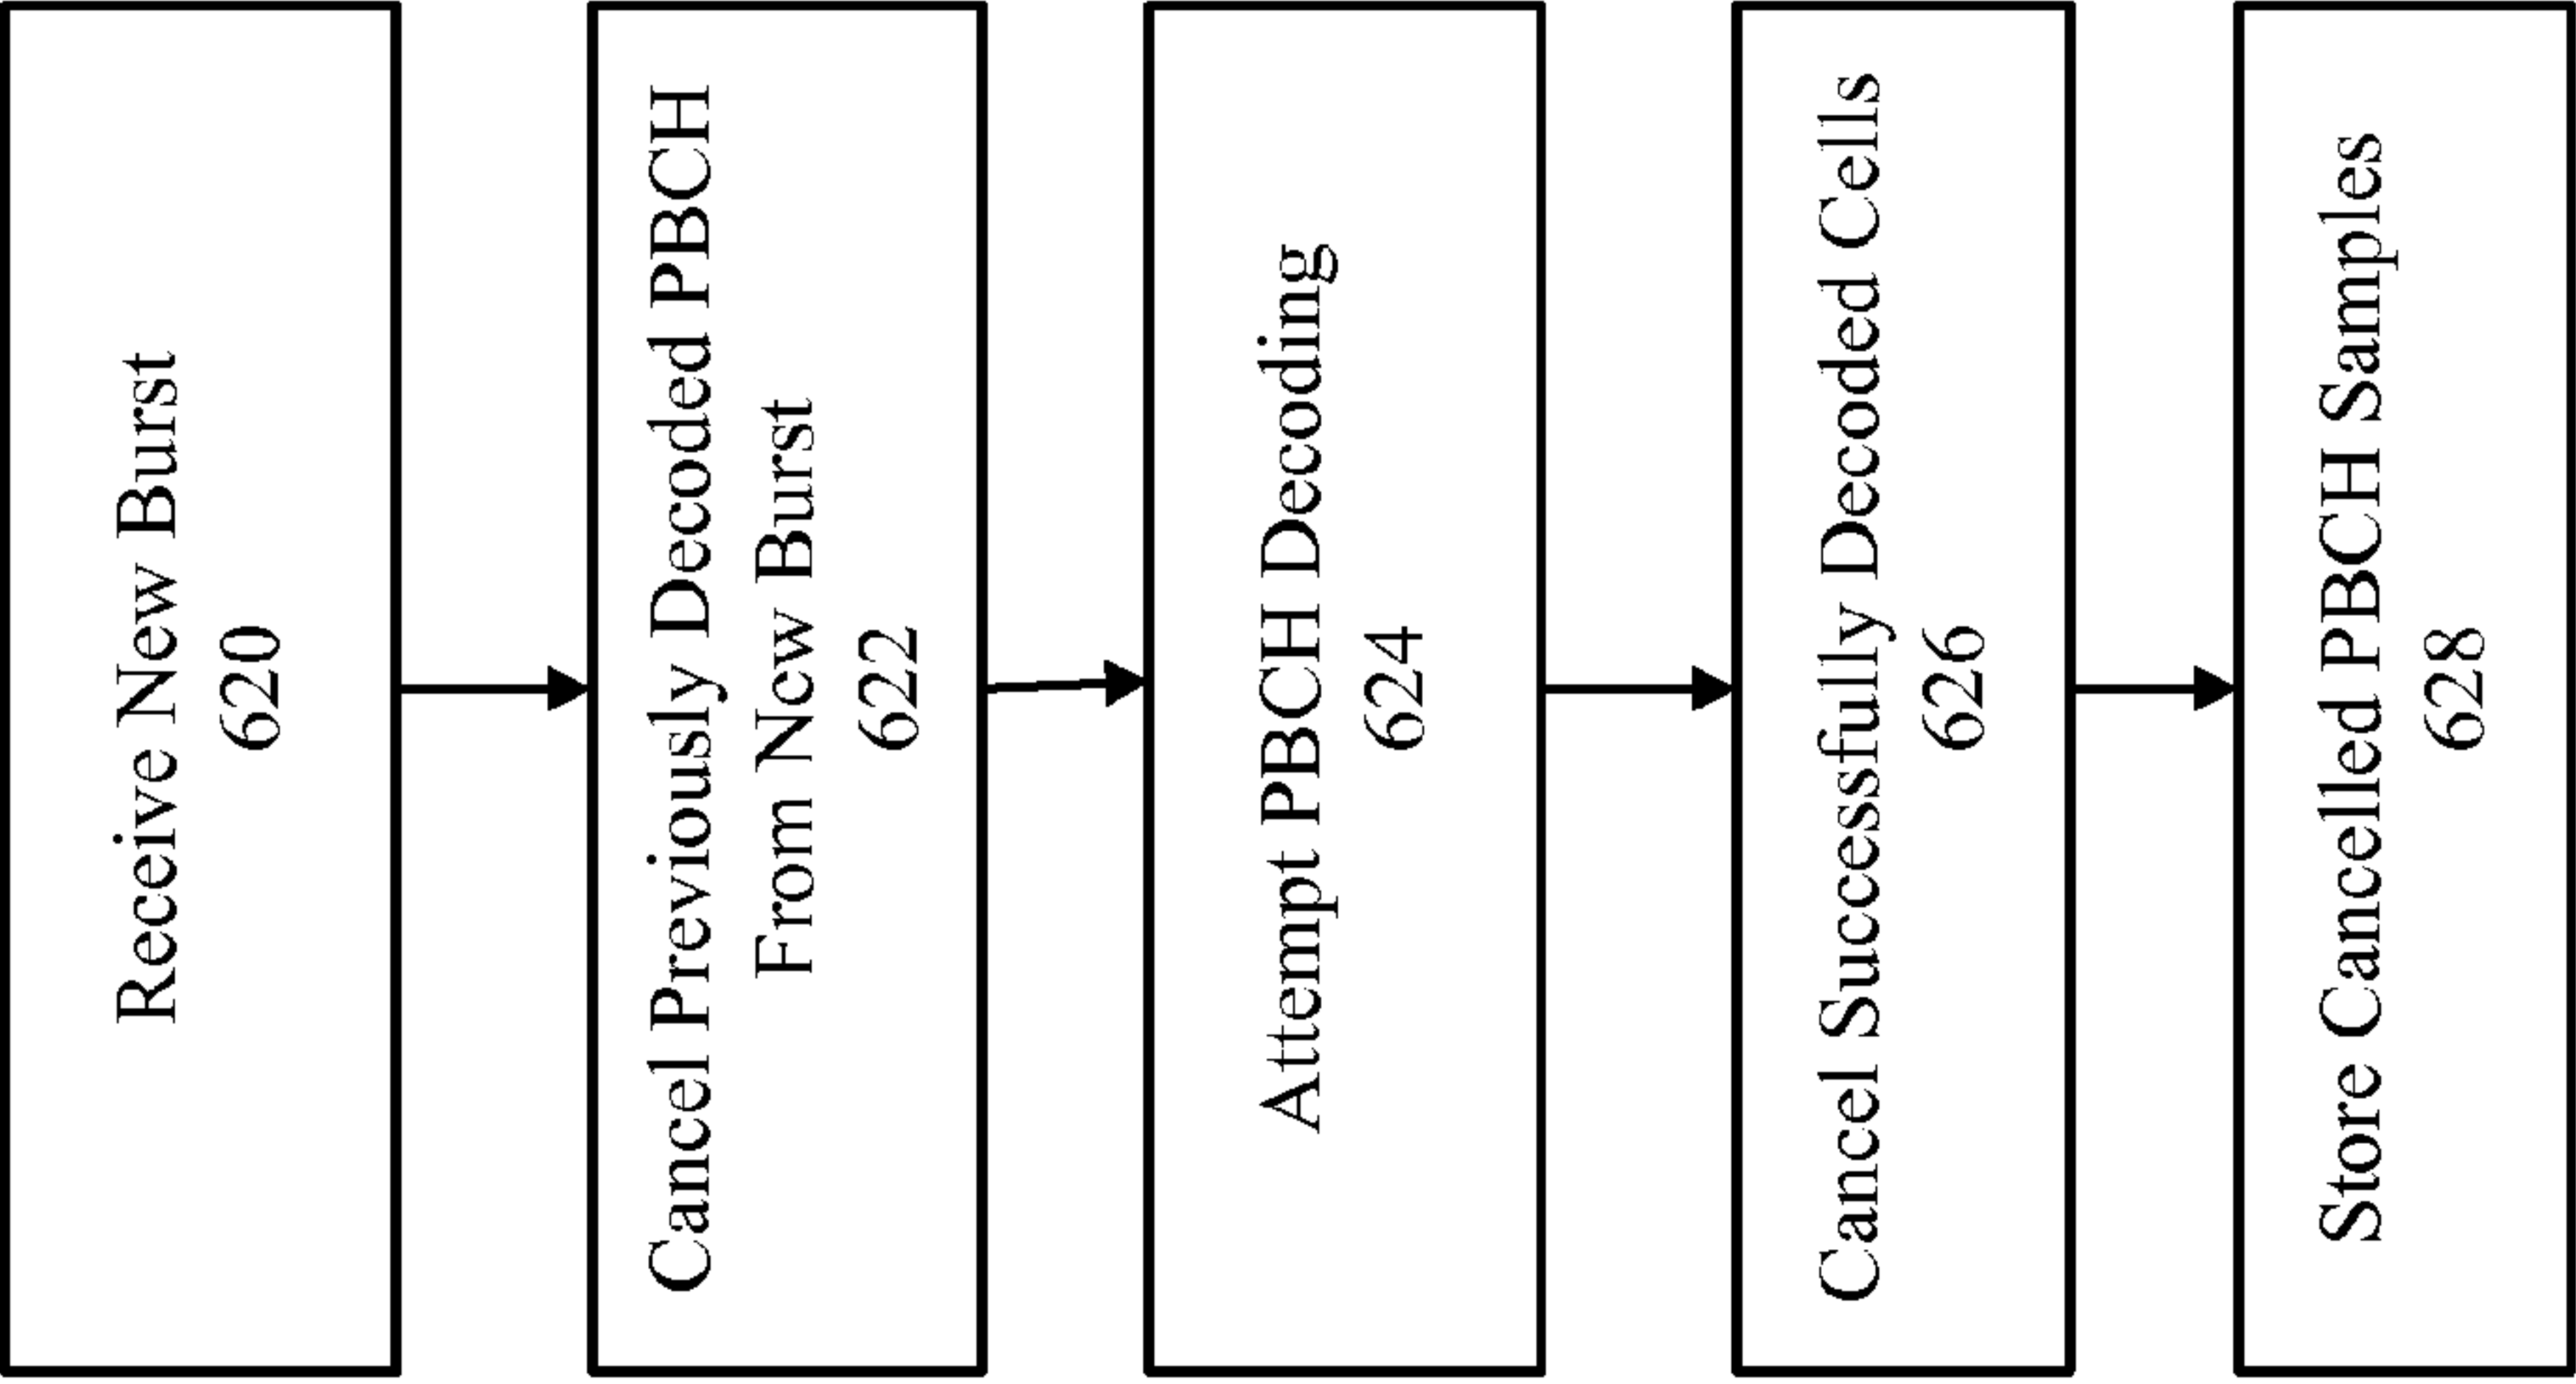 Receive New Burst
620
Cancel Previously Decoded PBCH
From New Burst
622
Attempt PBCH Decoding
624
Cancel Successfully Decoded Cells
626
Store Cancelled PBCH Samples
628